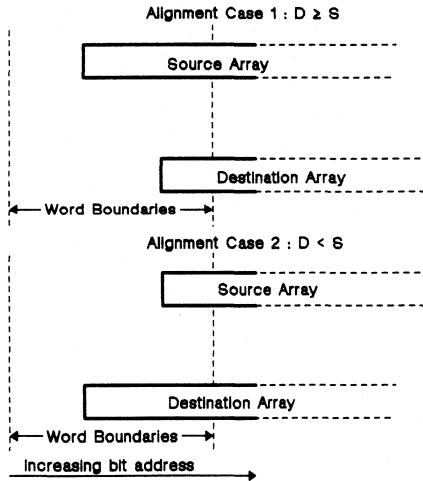 Alignment Case 1 : D ≥ S
Source Array
Destination Array
Word Boundaries
Alignment Case 2 : D < S
Source Array
Destination Array
Word Boundaries
Increasing bit address